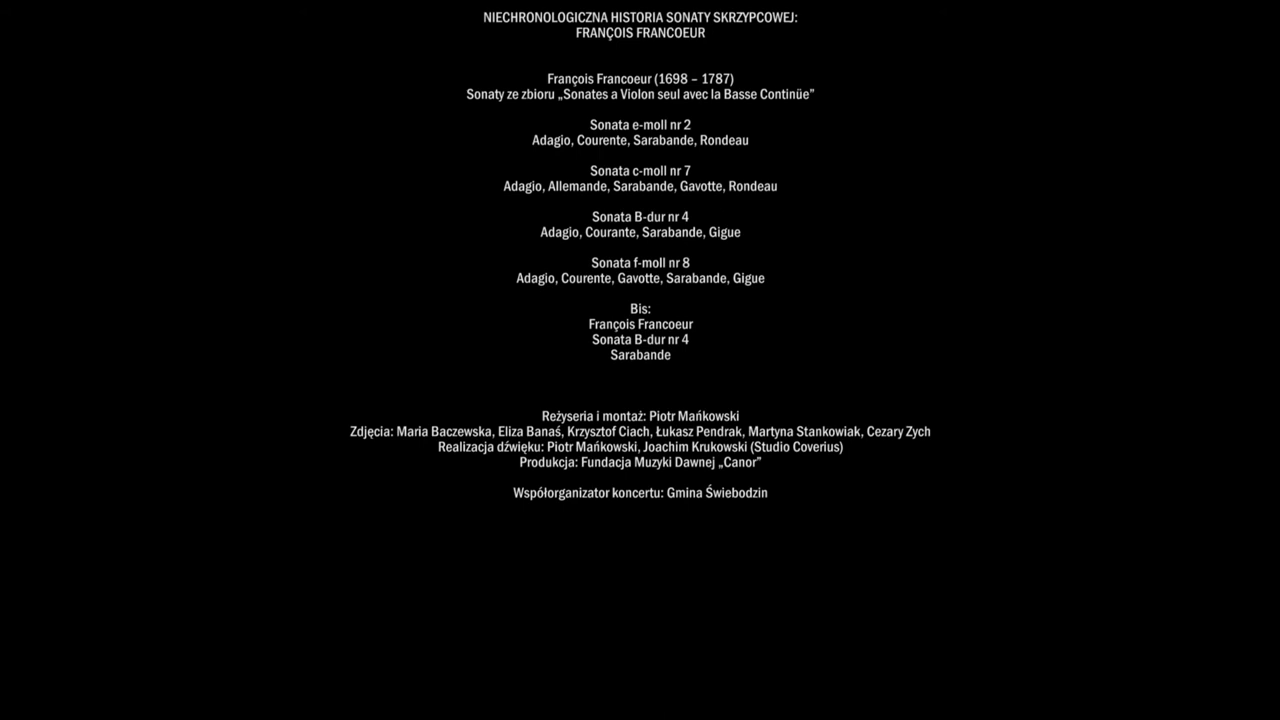 NIECHRONOLOGICZNA HISTORIA SONATY SKRZYPCOWEJ:
FRANÇOIS FRANCOEUR
François Francoeur (1698 – 1787)
Sonaty ze zbioru „Sonates a Violon seul avec la Basse Continüe”
Sonata e-moll nr 2
Adagio, Courente, Sarabande, Rondeau
Sonata c-moll nr 7
Adagio, Allemande, Sarabande, Gavotte, Rondeau
Sonata B-dur nr 4
Adagio, Courante, Sarabande, Gigue
Sonata f-moll nr 8
Adagio, Courente, Gavotte, Sarabande, Gigue
Bis:
François Francoeur
Sonata B-dur nr 4
Sarabande
Reżyseria i montaż: Piotr Mańkowski
Zdjęcia: Maria Baczewska, Eliza Banaś, Krzysztof Ciach, Łukasz Pendrak, Martyna Stankowiak, Cezary Zych
Realizacja dźwięku: Piotr Mańkowski, Joachim Krukowski (Studio Coverius)
Produkcja: Fundacja Muzyki Dawnej „Canor”
Współorganizator koncertu: Gmina Świebodzin